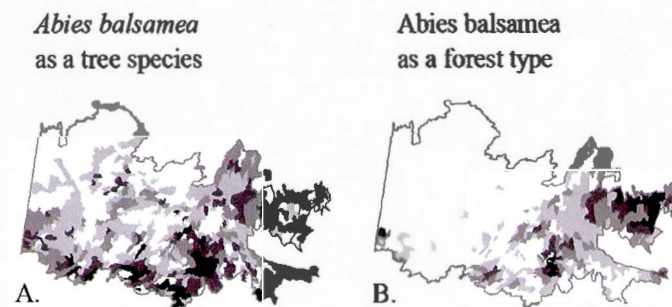 Abies balsamea
as a tree species
Abies balsamea
as a forest type
A.
B.